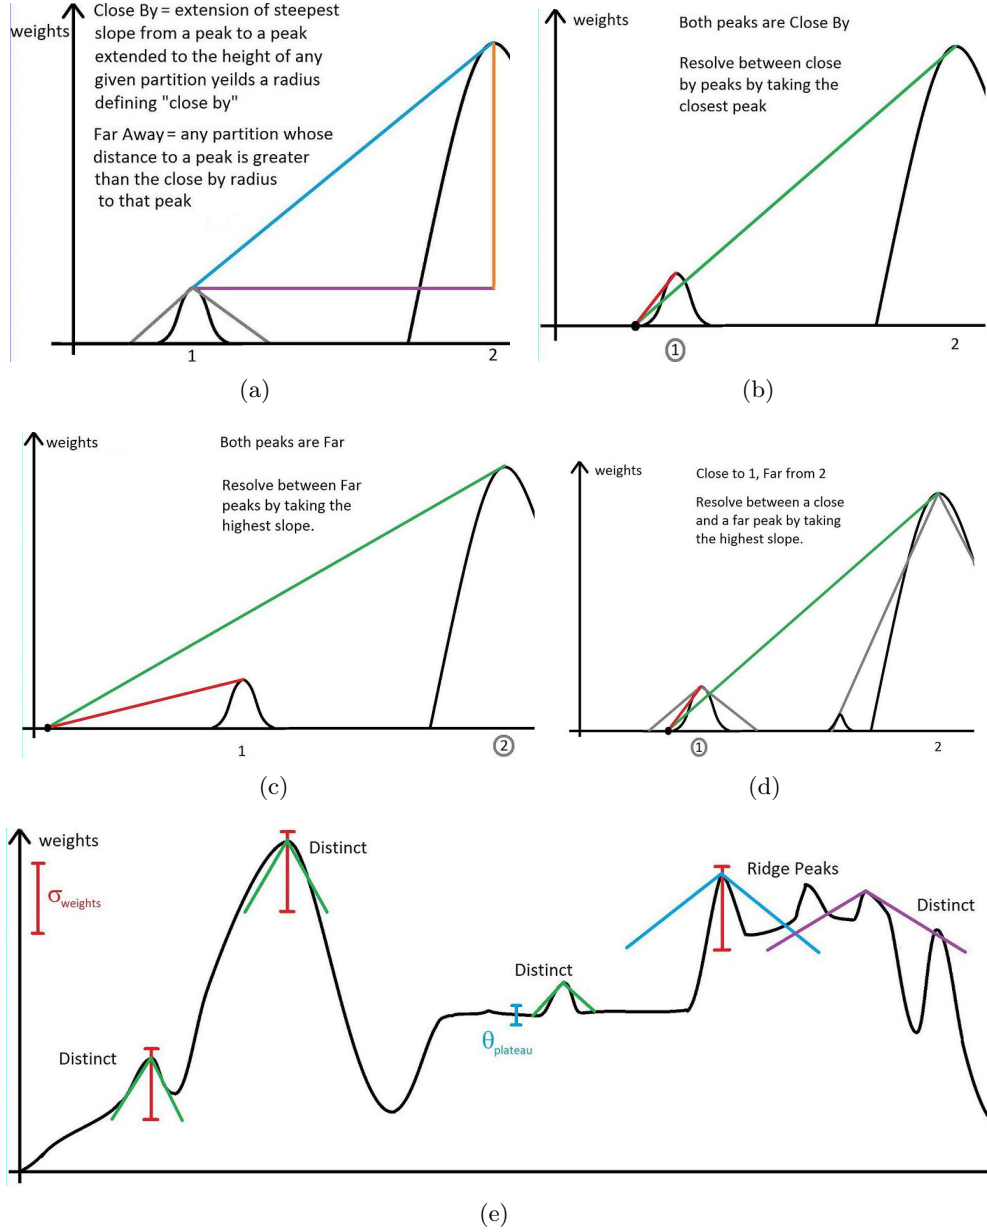 weights
Close By = extension of steepest
slope from a peak to a peak
extended to the height of any
given partition yeilds a radius
defining "close by"
Far Away = any partition whose
distance to a peak is greater
than the close by radius
to that peak
1
2
(a)
weights
Both peaks are Close By
Resolve between close
by peaks by taking the
closest peak
1
2
(b)
weights
Both peaks are Far
Resolve between Far
peaks by taking the
highest slope.
1
2
(c)
weights
Close to 1, Far from 2
Resolve between a close
and a far peak by taking
the highest slope.
1
2
(d)
weights
σweights
Distinct
Distinct
Distinct
θplateau
Ridge Peaks
Distinct
(e)